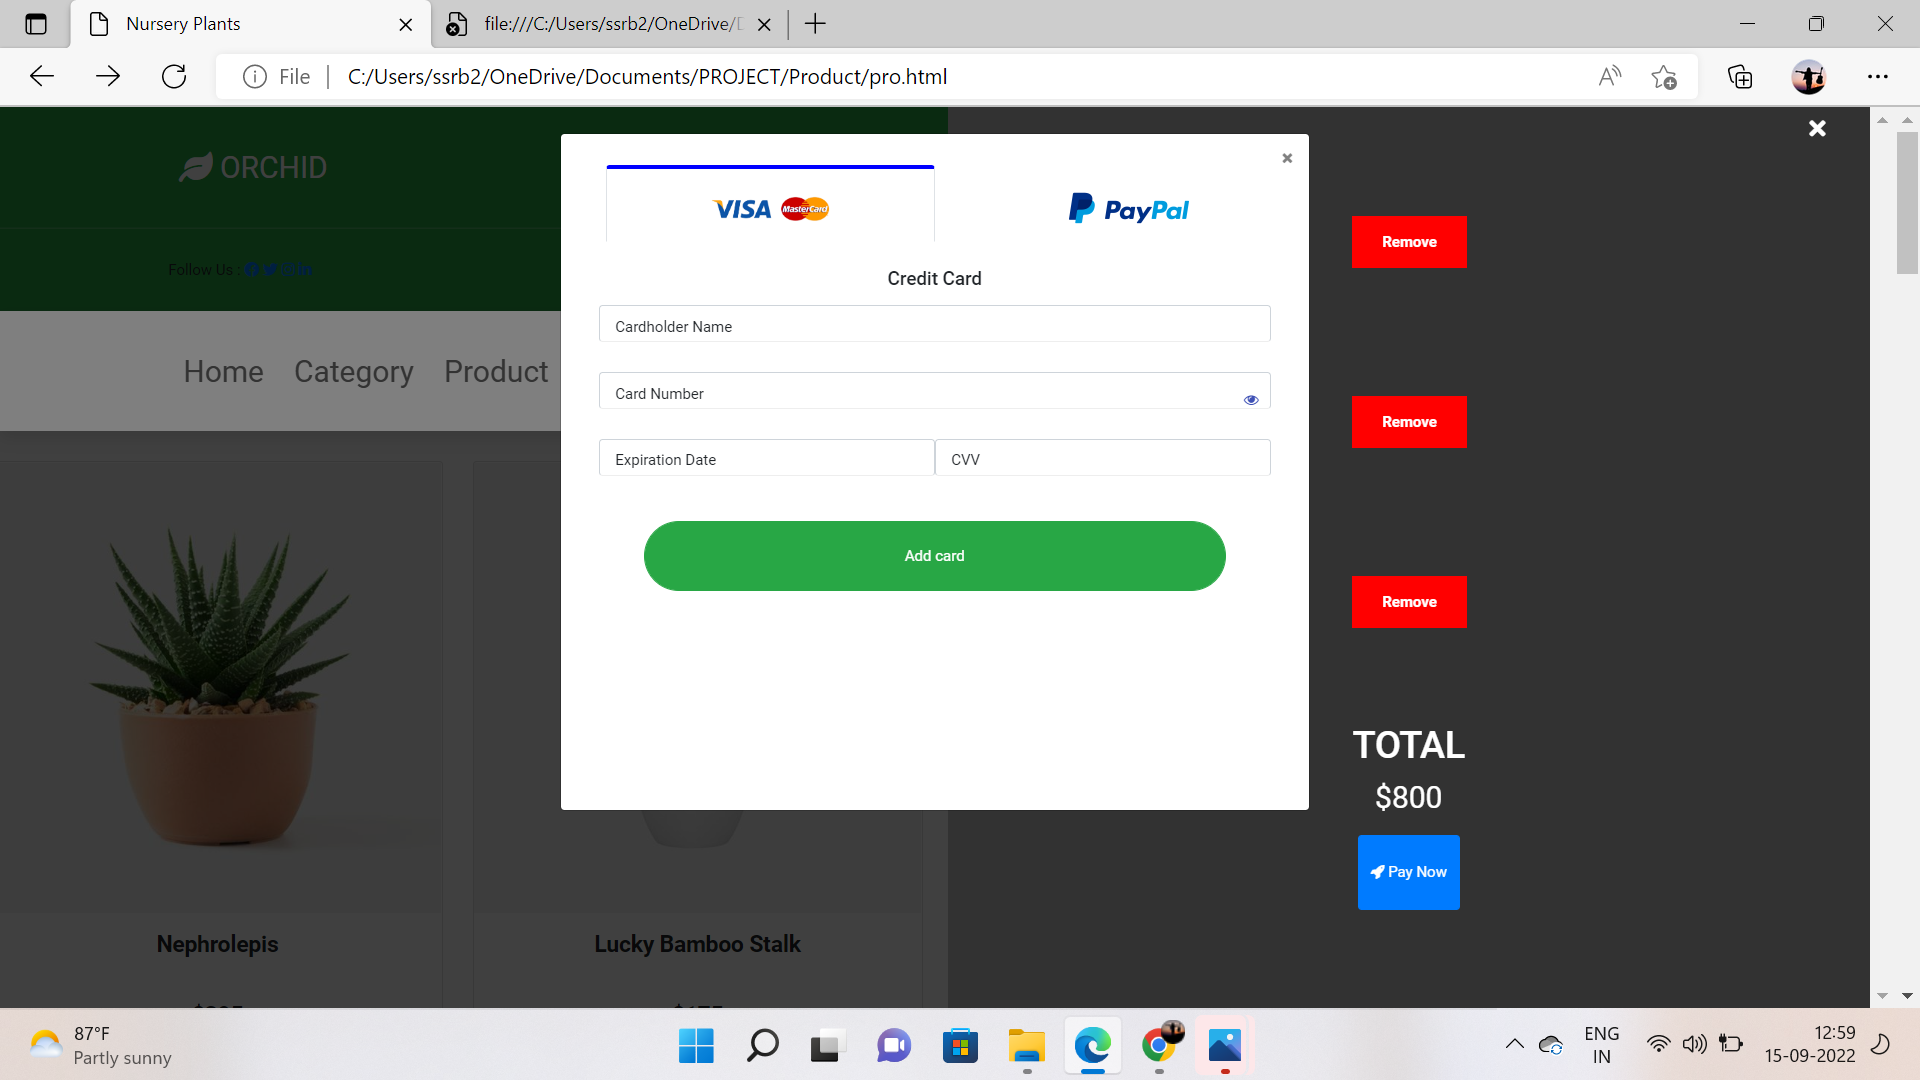 Nursery Plants
file:///C:/Users/ssrb2/OneDrive/D
File
C:/Users/ssrb2/OneDrive/Documents/PROJECT/Product/pro.html
ORCHID
Follow Us :
Home Category Product
VISA MasterCard
PayPal
Credit Card
Cardholder Name
Card Number
Expiration Date
CVV
Add card
Remove
Remove
Remove
TOTAL
$800
Pay Now
Nephrolepis
Lucky Bamboo Stalk
87°F
Partly sunny
ENG
IN
12:59
15-09-2022